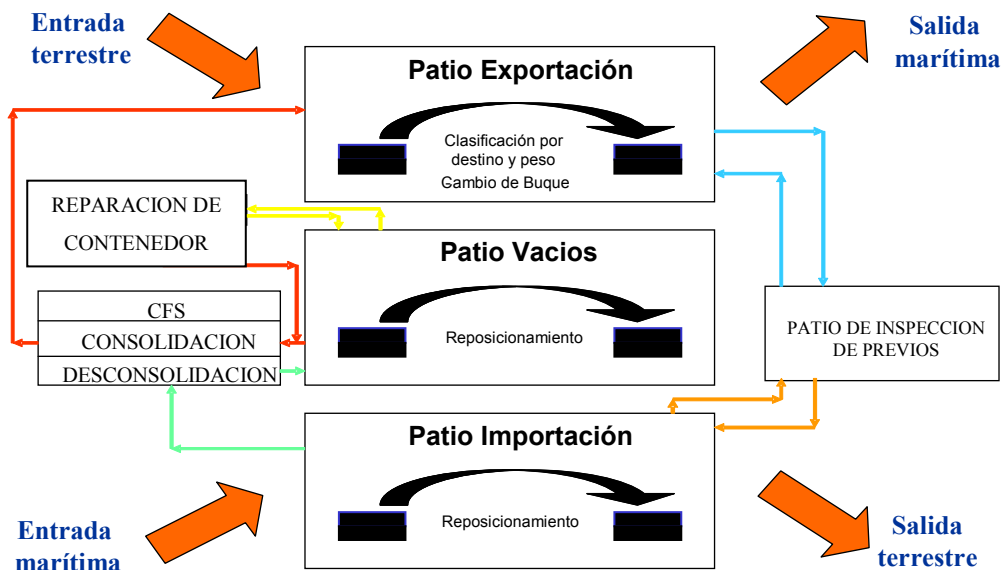 Entrada
terrestre
Salida
marítima
Patio Exportación
Clasificación por
destino y peso
Gambio de Buque
REPARACION DE
CONTENEDOR
Patio Vacios
Reposicionamiento
CFS
CONSOLIDACION
DESCONSOLIDACION
PATIO DE INSPECCION
DE PREVIOS
Patio Importación
Reposicionamiento
Entrada
marítima
Salida
terrestre